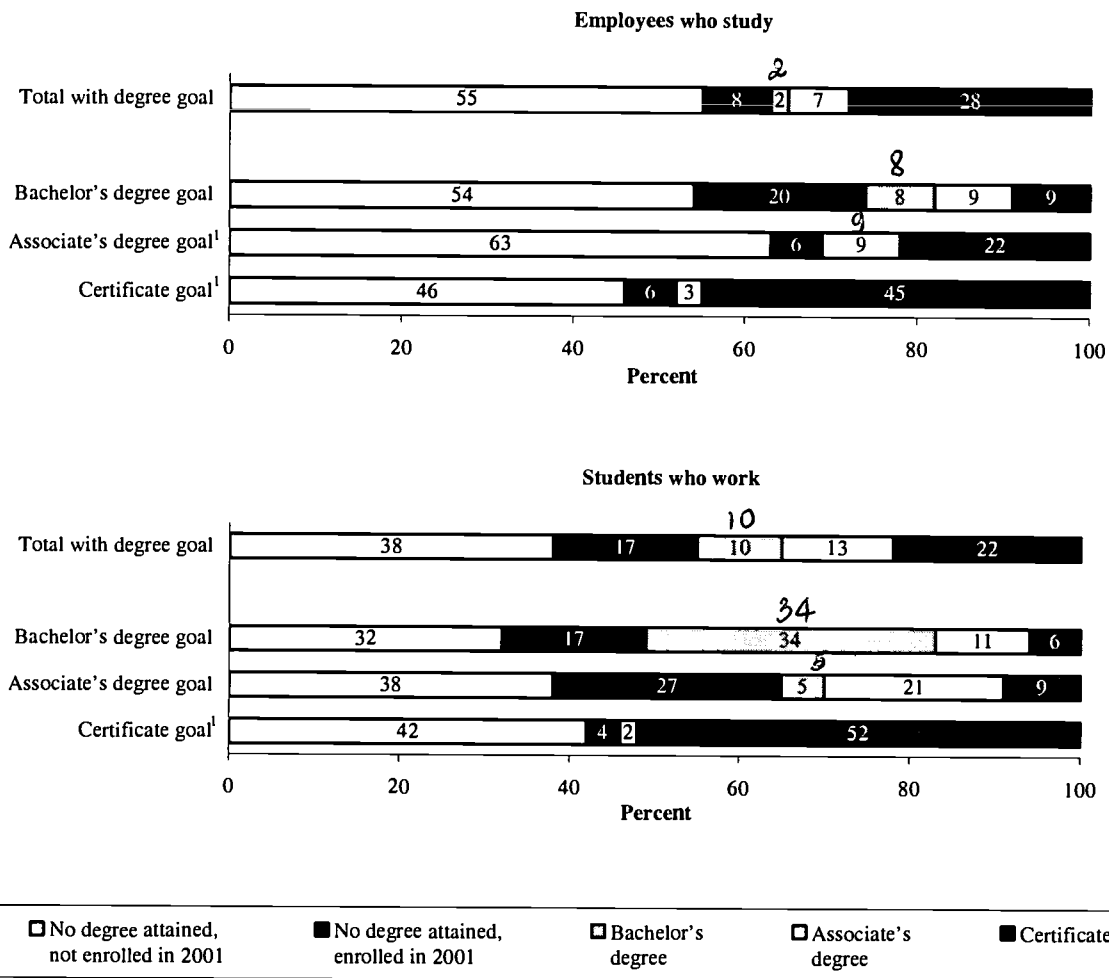 Employees who study
2
Total with degree goal 55 8 2 7 28
8
Bachelor's degree goal 54 20 8 9 9
9
Associate's degree goal¹ 63 6 9 22
Certificate goal¹ 46 6 3 45
0 20 40 60 80 100
Percent
Students who work
10
Total with degree goal 38 17 10 13 22
34
Bachelor's degree goal 32 17 34 11 6
5
Associate's degree goal 38 27 5 21 9
Certificate goal¹ 42 4 2 52
0 20 40 60 80 100
Percent
No degree attained, No degree attained, Bachelor's Associate's Certificate
not enrolled in 2001 enrolled in 2001 degree degree